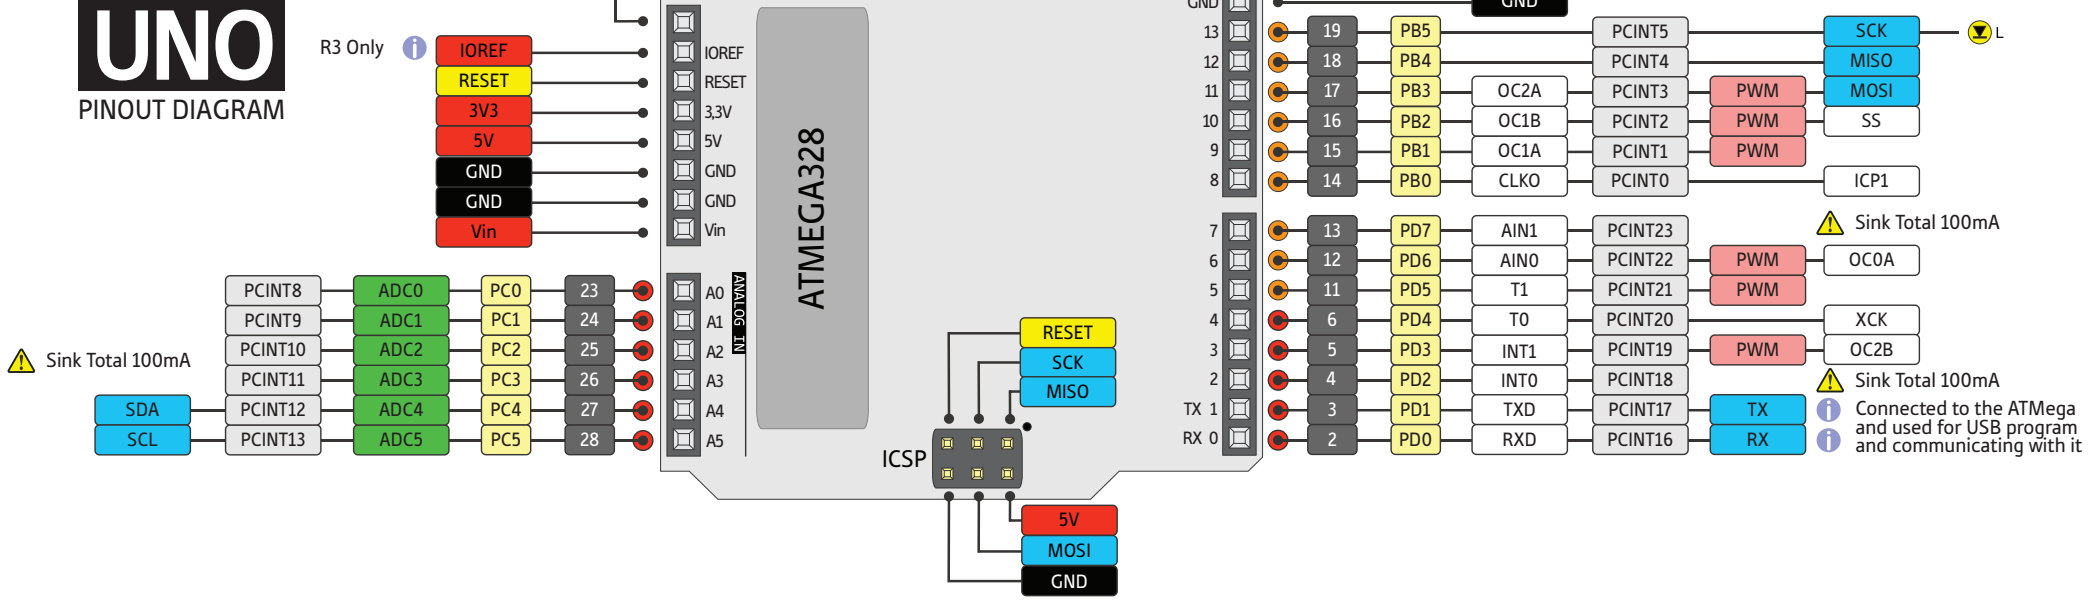 UNO
PINOUT DIAGRAM
R3 Only
IOREF IOREF
RESET RESET
3V3 3,3V
5V 5V
GND GND
GND GND
Vin Vin
ATMEGA328
ANALOG IN
PCINT8 ADC0 PC0 23 A0
PCINT9 ADC1 PC1 24 A1
PCINT10 ADC2 PC2 25 A2
Sink Total 100mA
PCINT11 ADC3 PC3 26 A3
SDA PCINT12 ADC4 PC4 27 A4
SCL PCINT13 ADC5 PC5 28 A5
RESET
SCK
MISO
ICSP
5V
MOSI
GND
GND GND
13 19 PB5 PCINT5 SCK L
12 18 PB4 PCINT4 MISO
11 17 PB3 OC2A PCINT3 PWM MOSI
10 16 PB2 OC1B PCINT2 PWM SS
9 15 PB1 OC1A PCINT1 PWM
8 14 PB0 CLKO PCINT0 ICP1
Sink Total 100mA
7 13 PD7 AIN1 PCINT23
6 12 PD6 AIN0 PCINT22 PWM OC0A
5 11 PD5 T1 PCINT21 PWM
4 6 PD4 T0 PCINT20 XCK
3 5 PD3 INT1 PCINT19 PWM OC2B
2 4 PD2 INT0 PCINT18
Sink Total 100mA
TX 1 3 PD1 TXD PCINT17 TX
RX 0 2 PD0 RXD PCINT16 RX
Connected to the ATMega
and used for USB program
and communicating with it